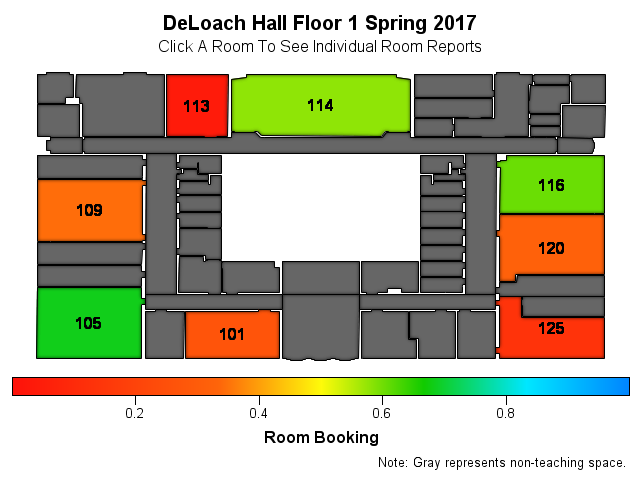 DeLoach Hall Floor 1 Spring 2017
Click A Room To See Individual Room Reports
113
114
116
109
120
105
101
125
0.2 0.4 0.6 0.8
Room Booking
Note: Gray represents non-teaching space.